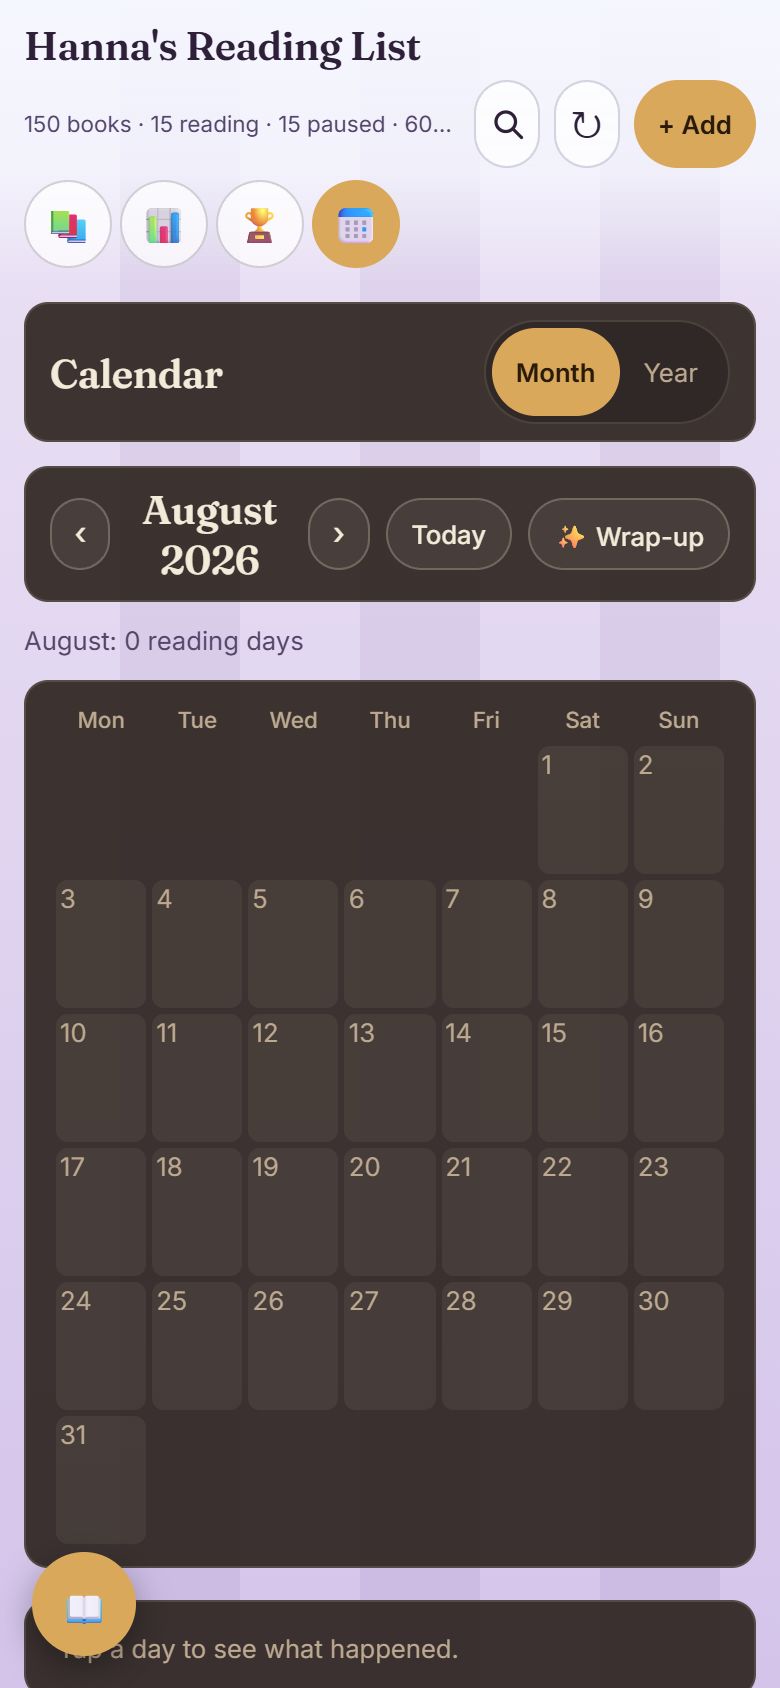 Hanna's Reading List
150 books · 15 reading · 15 paused · 60...
+ Add
Calendar
Month
Year
‹
August
2026
›
Today
✨ Wrap-up
August: 0 reading days
Mon Tue Wed Thu Fri Sat Sun
1 2
3 4 5 6 7 8 9
10 11 12 13 14 15 16
17 18 19 20 21 22 23
24 25 26 27 28 29 30
31
a day to see what happened.